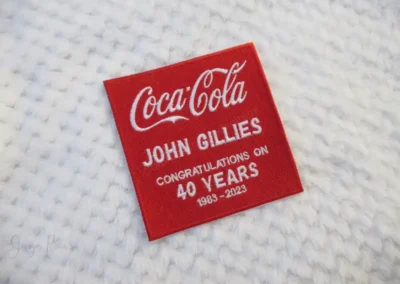 Coca-Cola
JOHN GILLIES
CONGRATULATIONS ON
40 YEARS
1983-2023